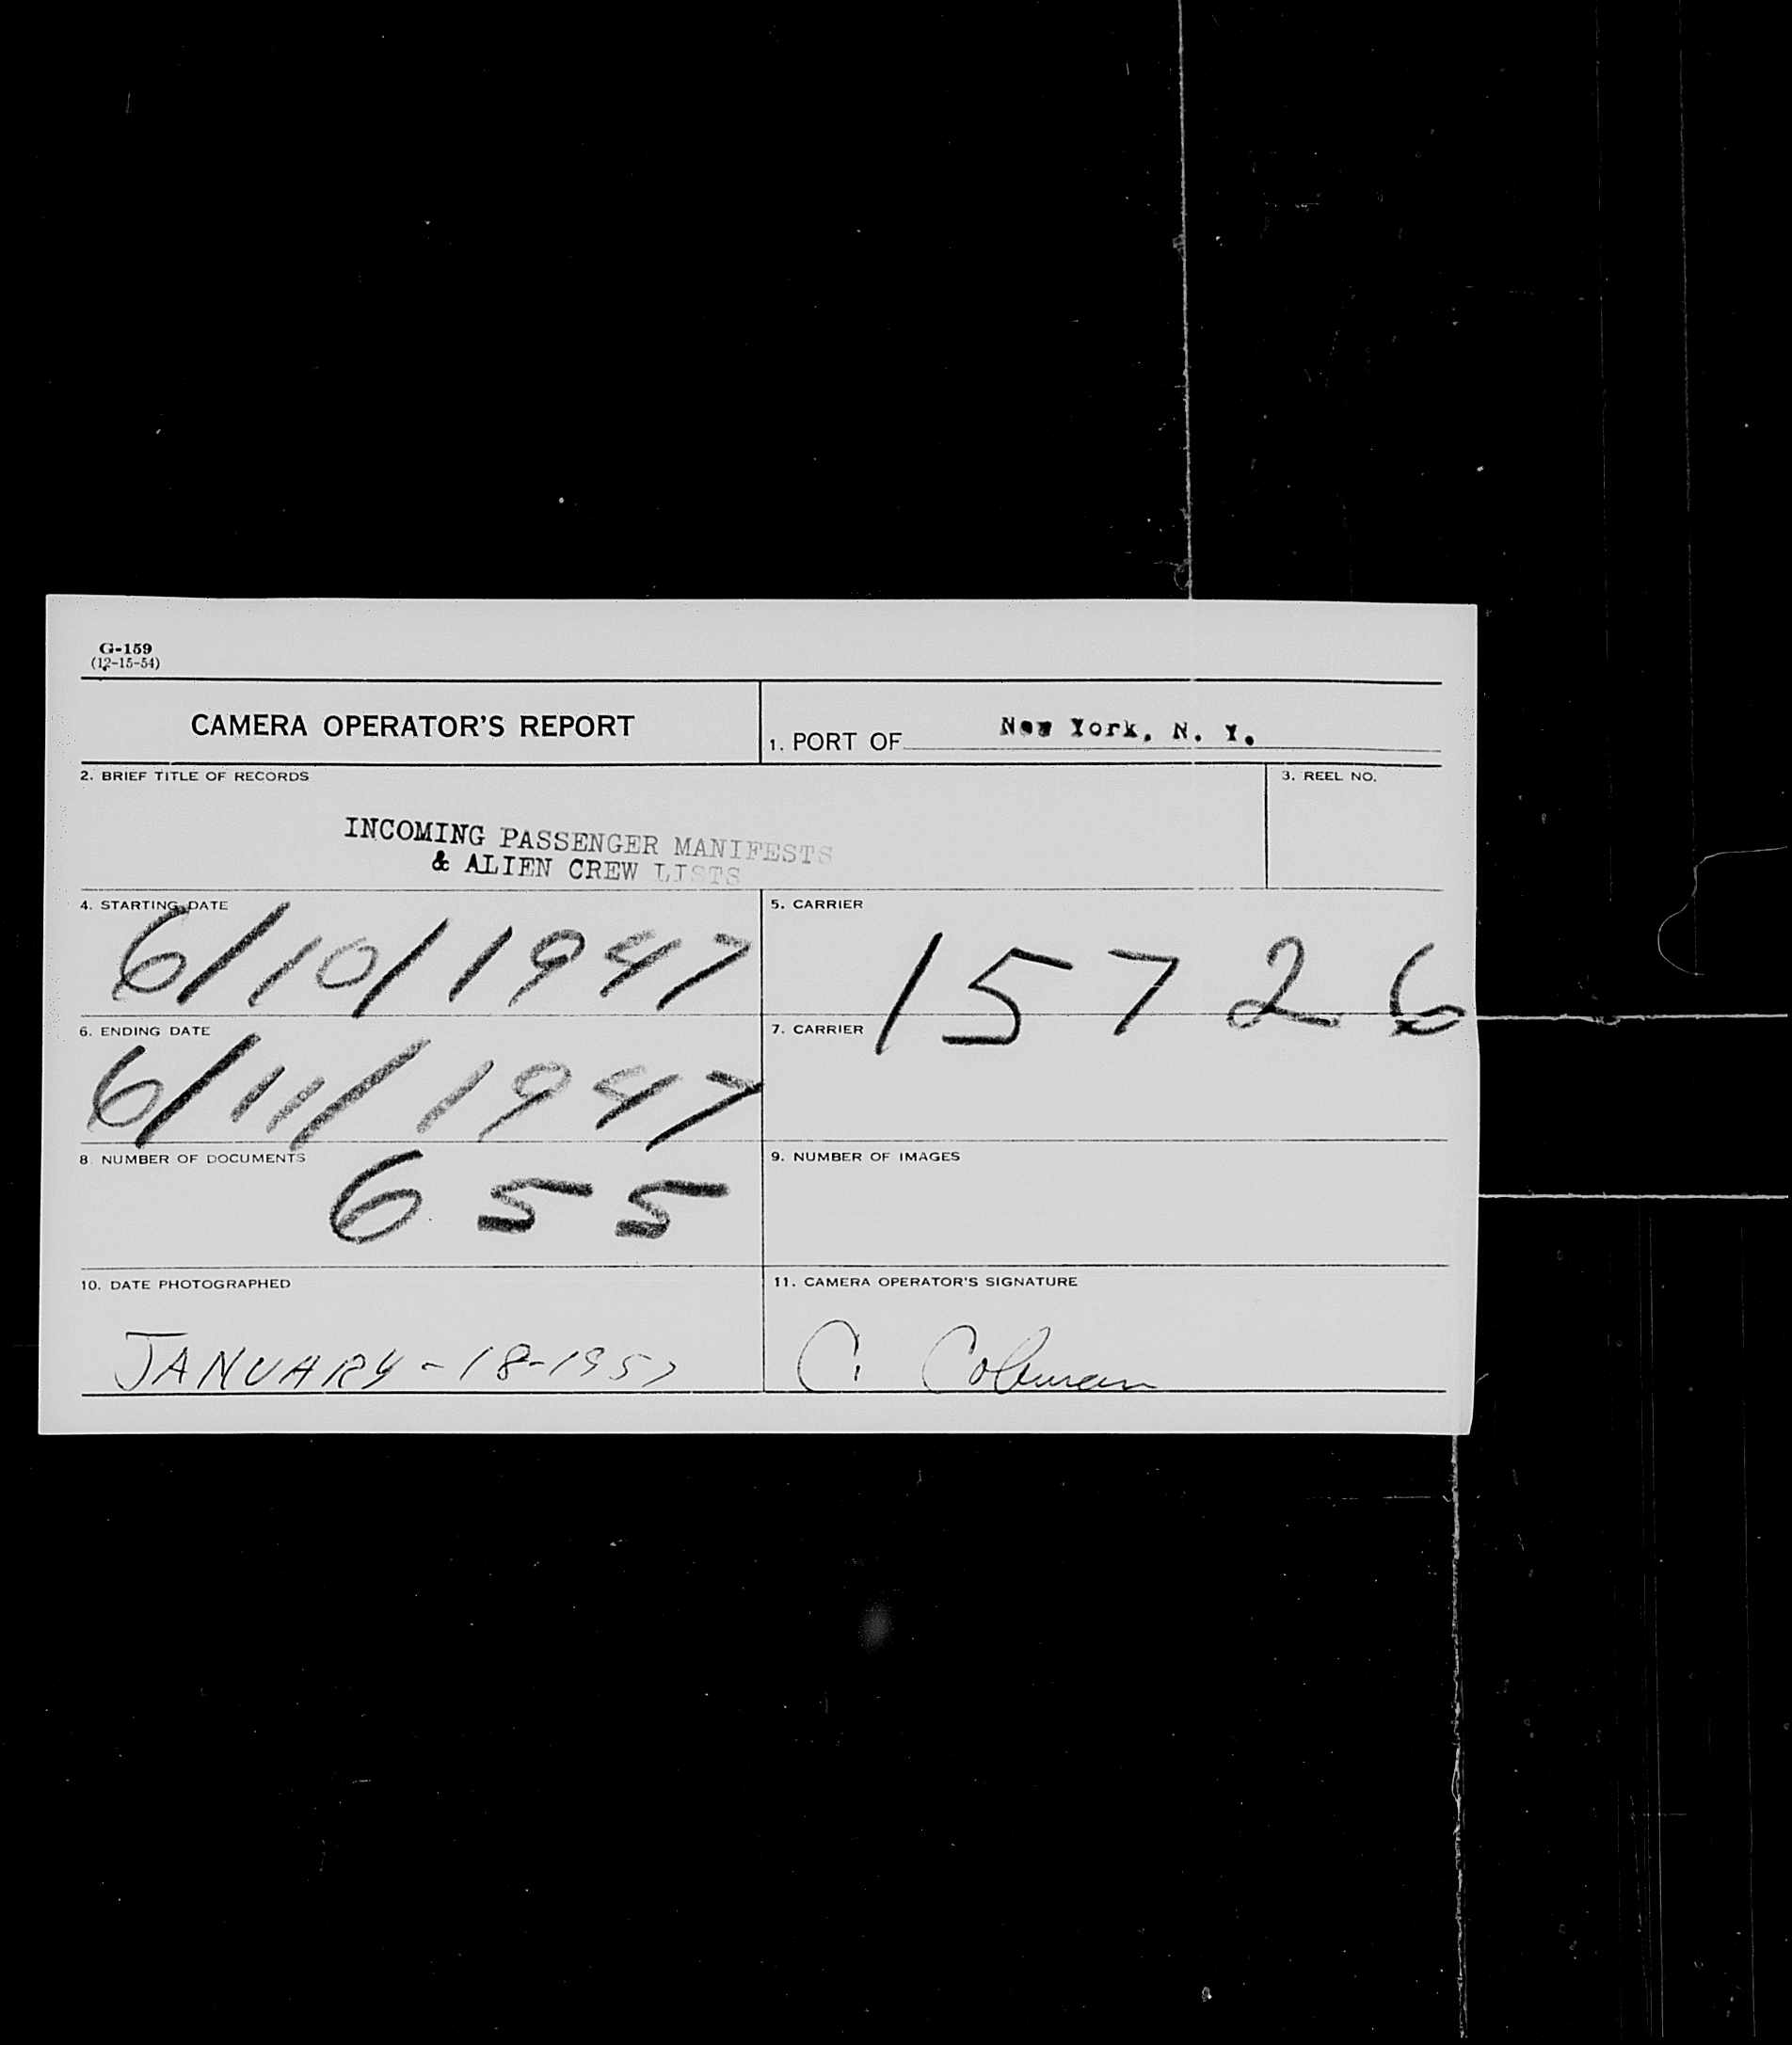 G-159
(12-15-54)
CAMERA OPERATOR'S REPORT
1. PORT OF New York, N. Y.
2. BRIEF TITLE OF RECORDS
3. REEL NO.
INCOMING PASSENGER MANIFESTS
& ALIEN CREW LISTS
4. STARTING DATE
6/10/1947
5. CARRIER
15726
6. ENDING DATE
6/11/1947
7. CARRIER
8. NUMBER OF DOCUMENTS
655
9. NUMBER OF IMAGES
10. DATE PHOTOGRAPHED
JANUARY-18-1957
11. CAMERA OPERATOR'S SIGNATURE
C.